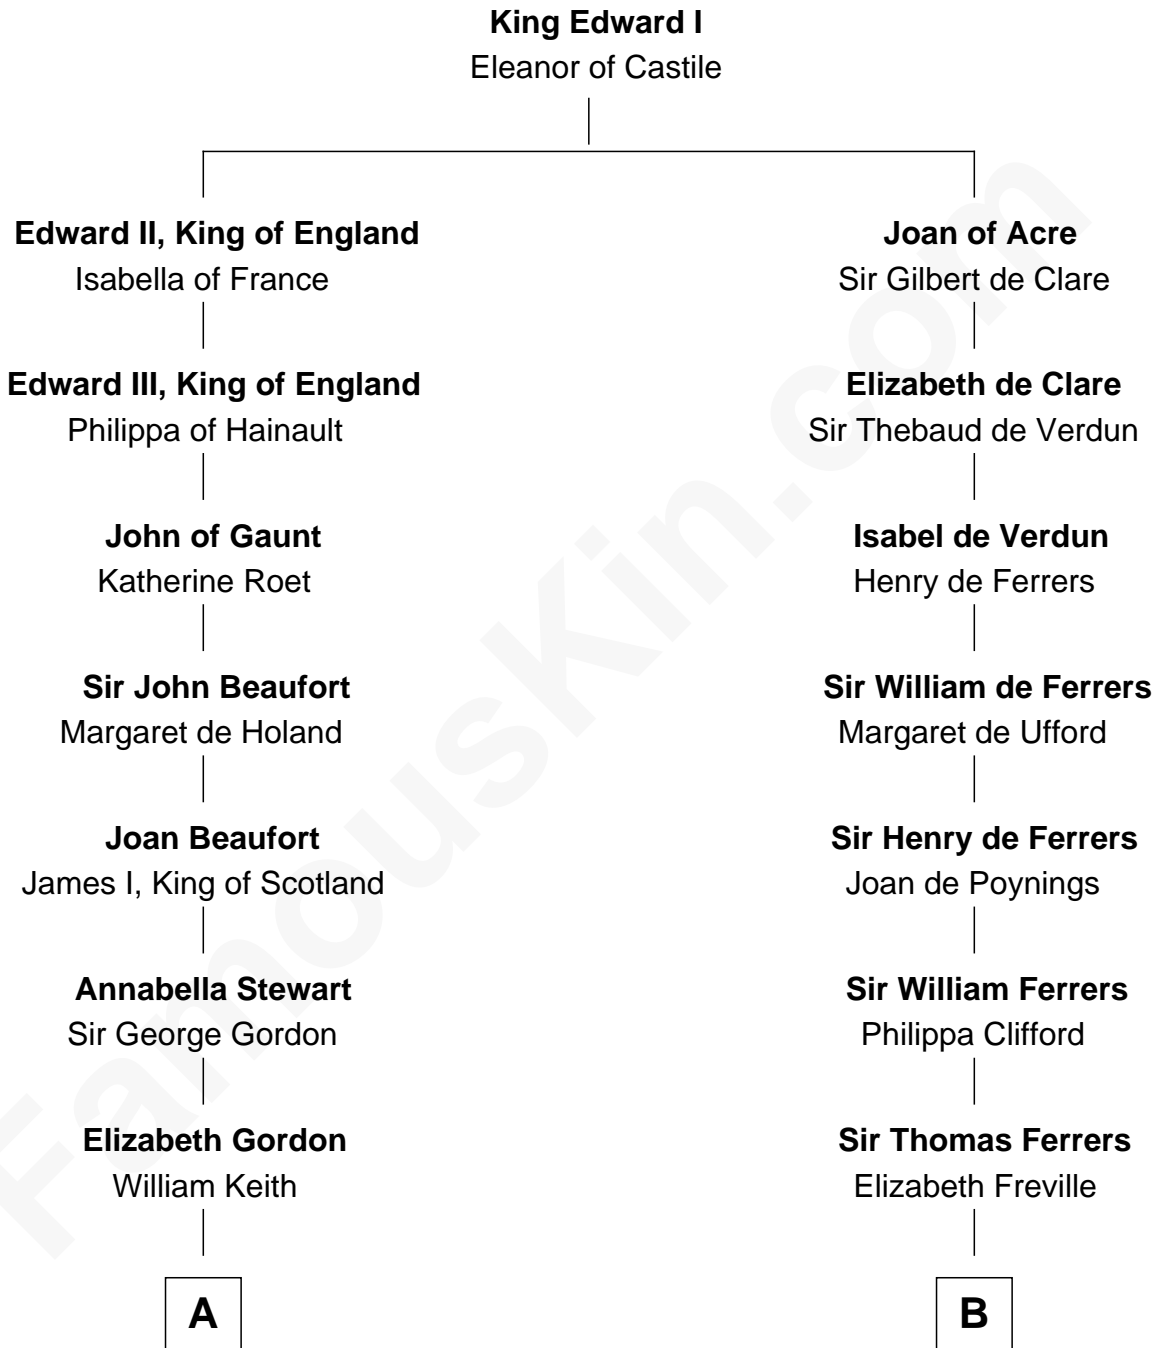 King Edward I
Eleanor of Castile
Edward II, King of England
Isabella of France
Joan of Acre
Sir Gilbert de Clare
Edward III, King of England
Philippa of Hainault
Elizabeth de Clare
Sir Thebaud de Verdun
John of Gaunt
Katherine Roet
Isabel de Verdun
Henry de Ferrers
Sir John Beaufort
Margaret de Holand
Sir William de Ferrers
Margaret de Ufford
Joan Beaufort
James I, King of Scotland
Sir Henry de Ferrers
Joan de Poynings
Annabella Stewart
Sir George Gordon
Sir William Ferrers
Philippa Clifford
Elizabeth Gordon
William Keith
Sir Thomas Ferrers
Elizabeth Freville
A
B
FamousKin.com